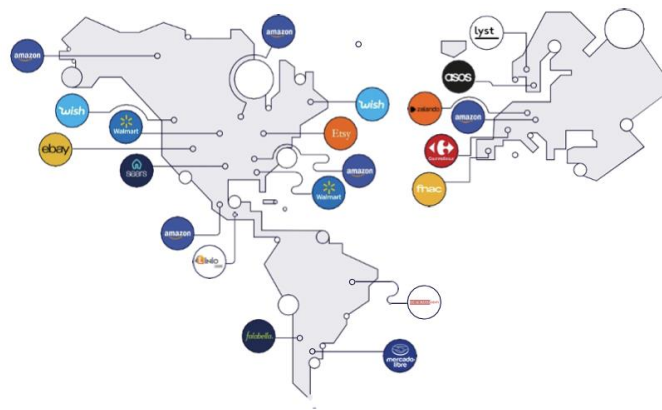 amazon
lyst
amazon
asos
wish
wish
zalando
Walmart
amazon
Etsy
ebay
Carrefour
sears
amazon
fnac
Walmart
amazon
linio
falabella
mercado
libre